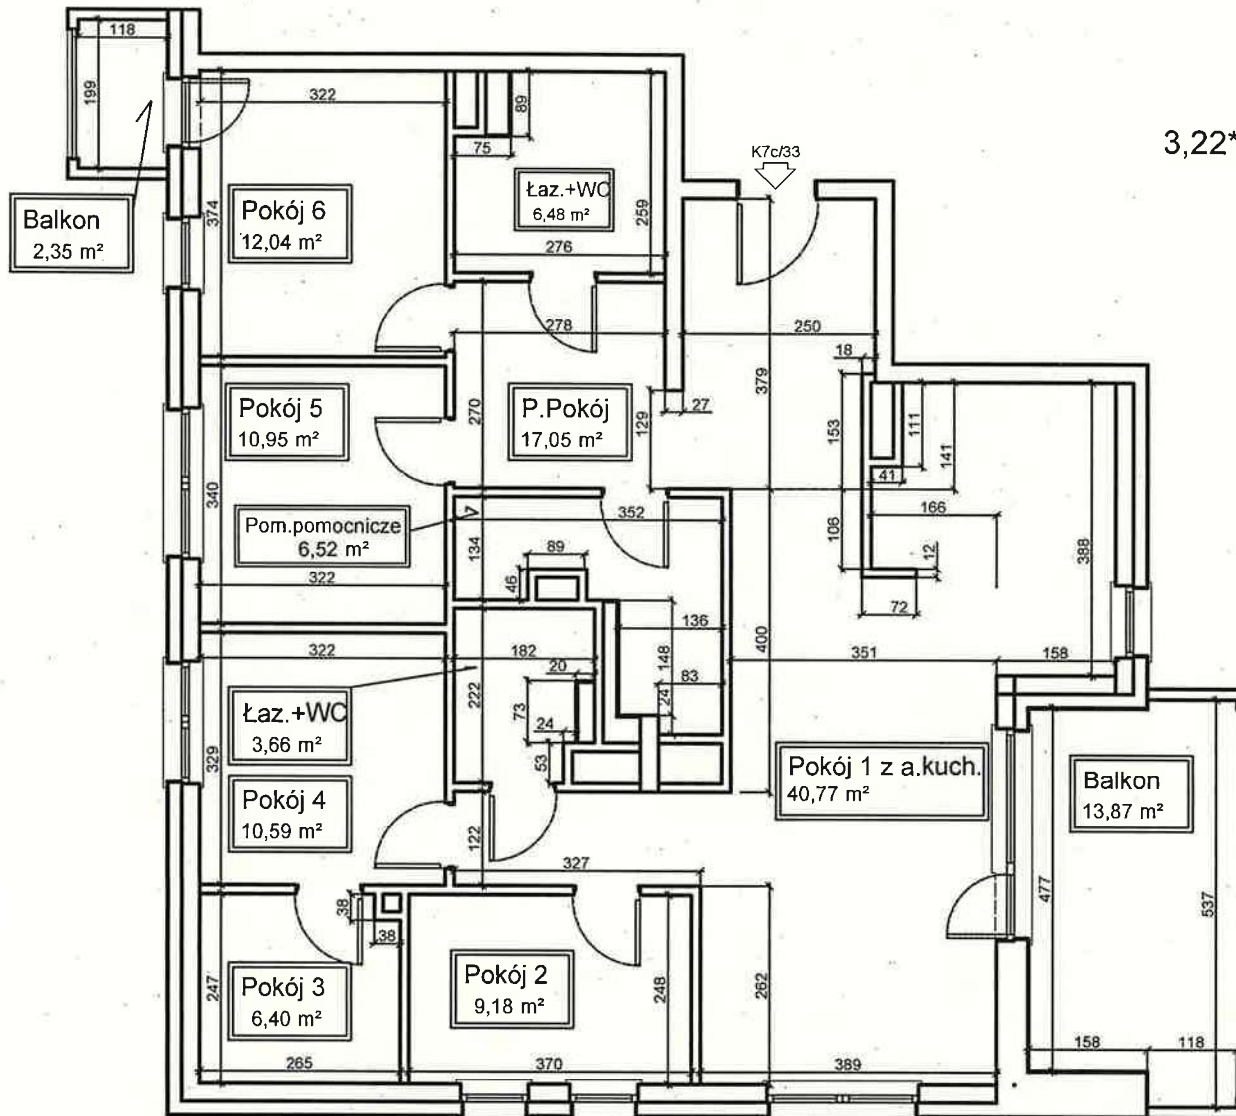 118
199
322
89
75
K7c/33
3,22*
Łaz.+WC
6,48 m²
259
276
Balkon
2,35 m²
374
Pokój 6
12,04 m²
278
250
18
379
270
27
129
153
111
141
41
Pokój 5
10,95 m²
P.Pokój
17,05 m²
340
Pom.pomocnicze
6,52 m²
352
134
89
46
166
108
12
72
388
322
322
136
400
182
20
148
83
24
351
158
222
73
24
53
Łaz.+WC
3,66 m²
329
Pokój 4
10,59 m²
Pokój 1 z a.kuch.
40,77 m²
Balkon
13,87 m²
122
327
38
38
477
537
247
Pokój 3
6,40 m²
Pokój 2
9,18 m²
248
262
265
370
389
158
118